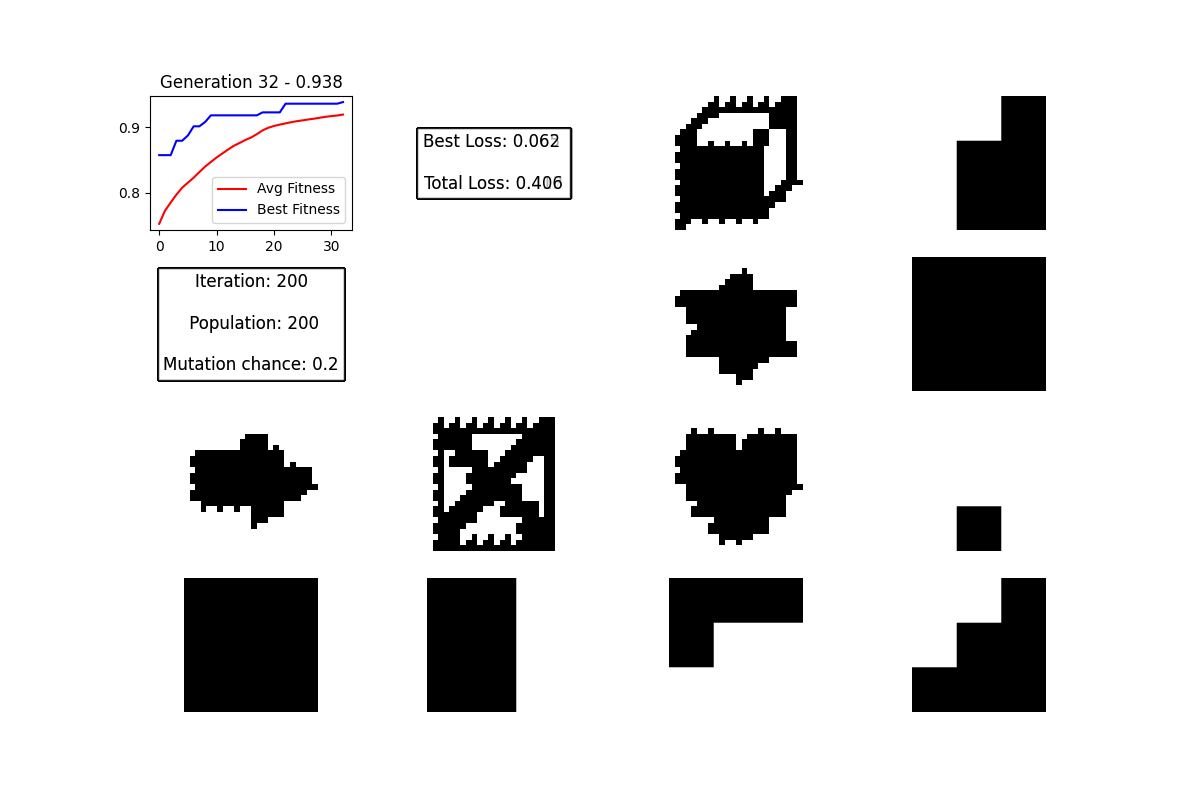 Generation 32 - 0.938
0.9
0.8
Avg Fitness
Best Fitness
0 10 20 30
Best Loss: 0.062
Total Loss: 0.406
Iteration: 200
Population: 200
Mutation chance: 0.2